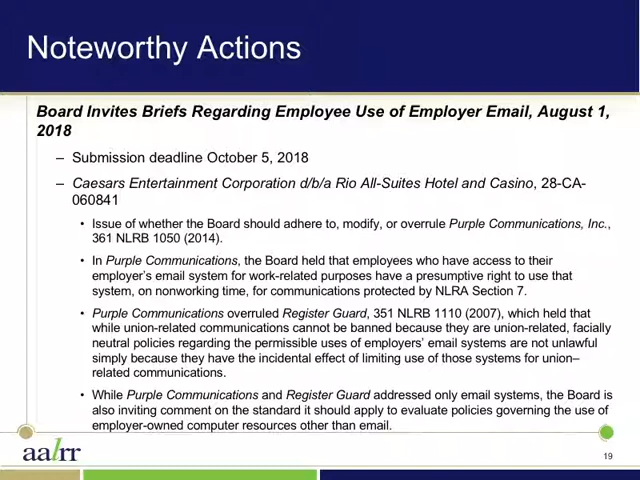 Noteworthy Actions
Board Invites Briefs Regarding Employee Use of Employer Email, August 1,
2018
– Submission deadline October 5, 2018
– Caesars Entertainment Corporation d/b/a Rio All-Suites Hotel and Casino, 28-CA-
060841
• Issue of whether the Board should adhere to, modify, or overrule Purple Communications, Inc.,
361 NLRB 1050 (2014).
• In Purple Communications, the Board held that employees who have access to their
employer's email system for work-related purposes have a presumptive right to use that
system, on nonworking time, for communications protected by NLRA Section 7.
• Purple Communications overruled Register Guard, 351 NLRB 1110 (2007), which held that
while union-related communications cannot be banned because they are union-related, facially
neutral policies regarding the permissible uses of employers' email systems are not unlawful
simply because they have the incidental effect of limiting use of those systems for union–
related communications.
• While Purple Communications and Register Guard addressed only email systems, the Board is
also inviting comment on the standard it should apply to evaluate policies governing the use of
employer-owned computer resources other than email.
aalrr
19